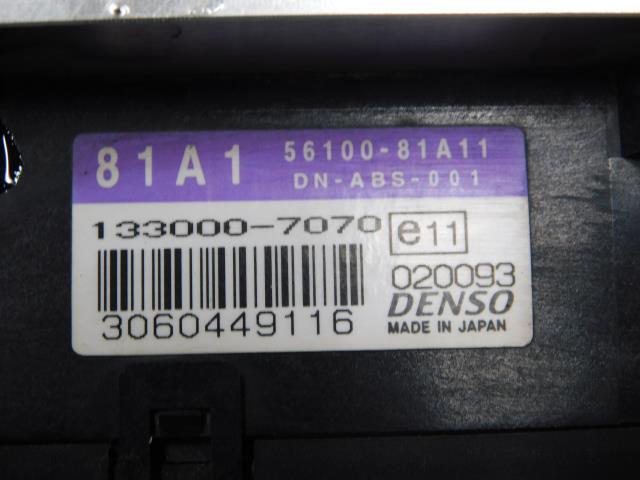 81A1 56100-81A11
DN-ABS-001
133000-7070 e11
020093
3060449116 DENSO
MADE IN JAPAN